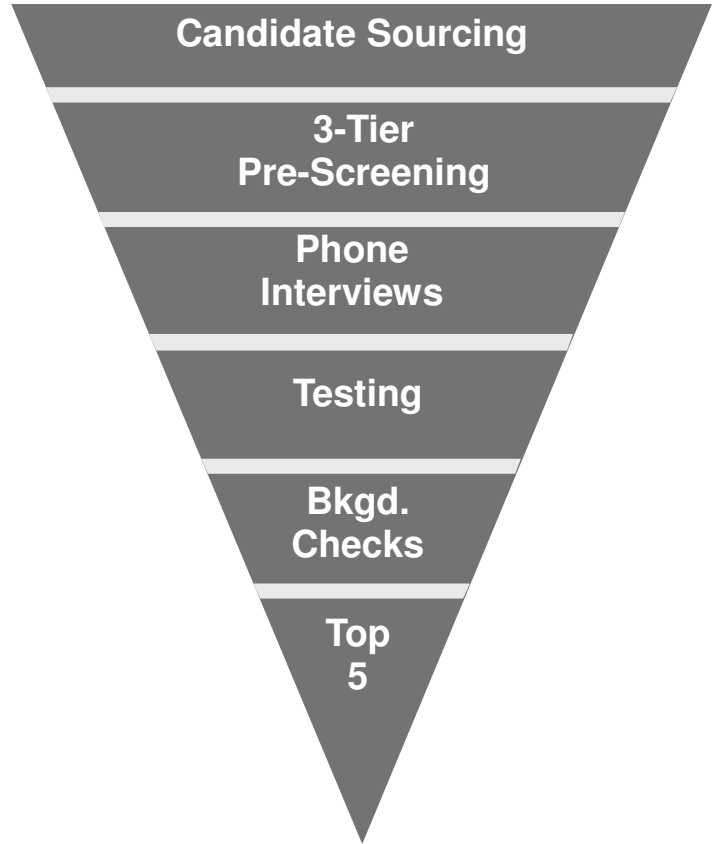 Candidate Sourcing
3-Tier
Pre-Screening
Phone
Interviews
Testing
Bkgd.
Checks
Top
5